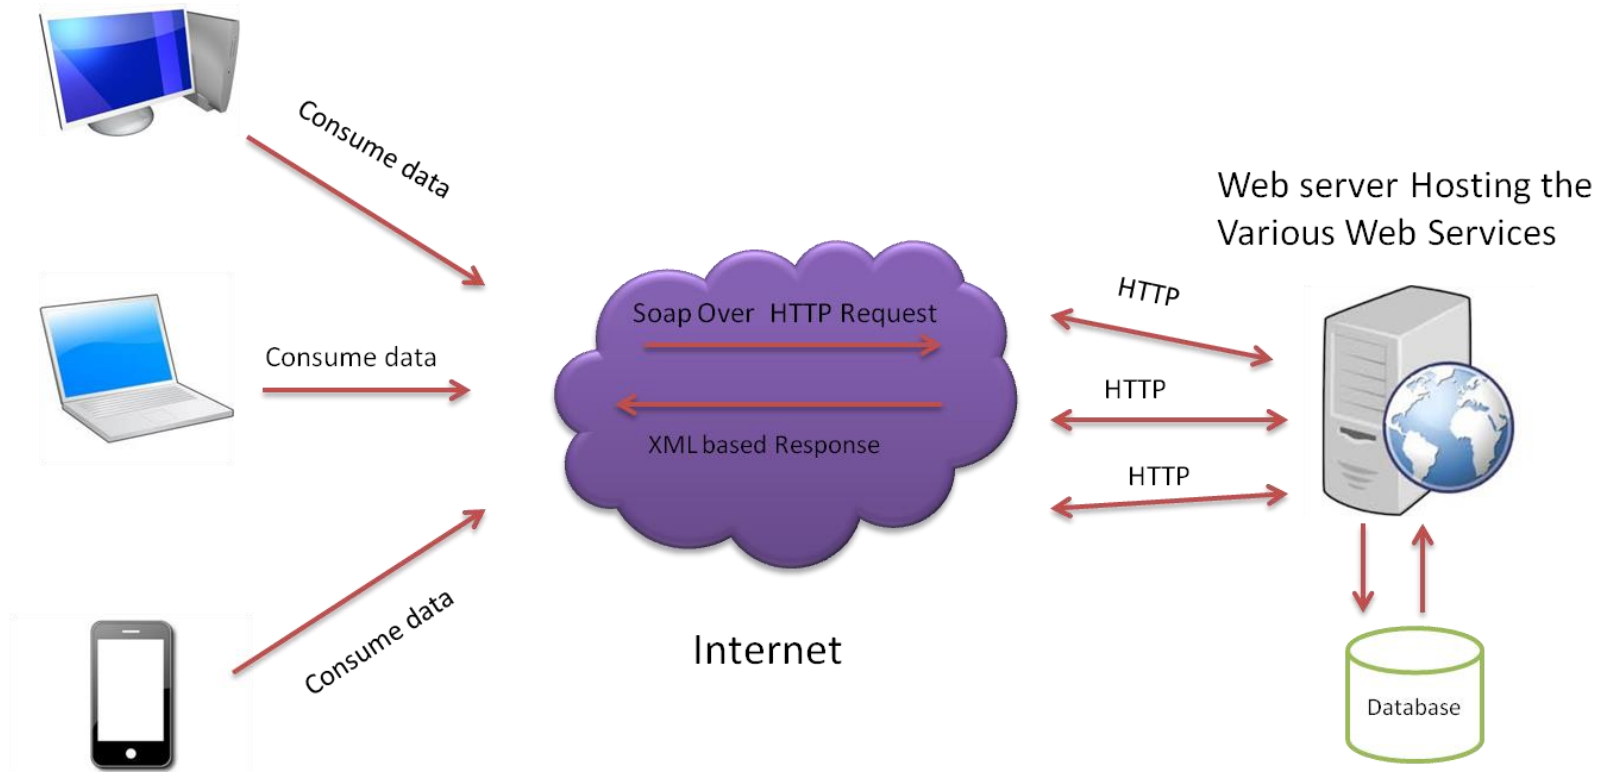 Consume data
Web server Hosting the
Various Web Services
HTTP
Soap Over HTTP Request
Consume data
HTTP
XML based Response
HTTP
Consume data
Internet
Database